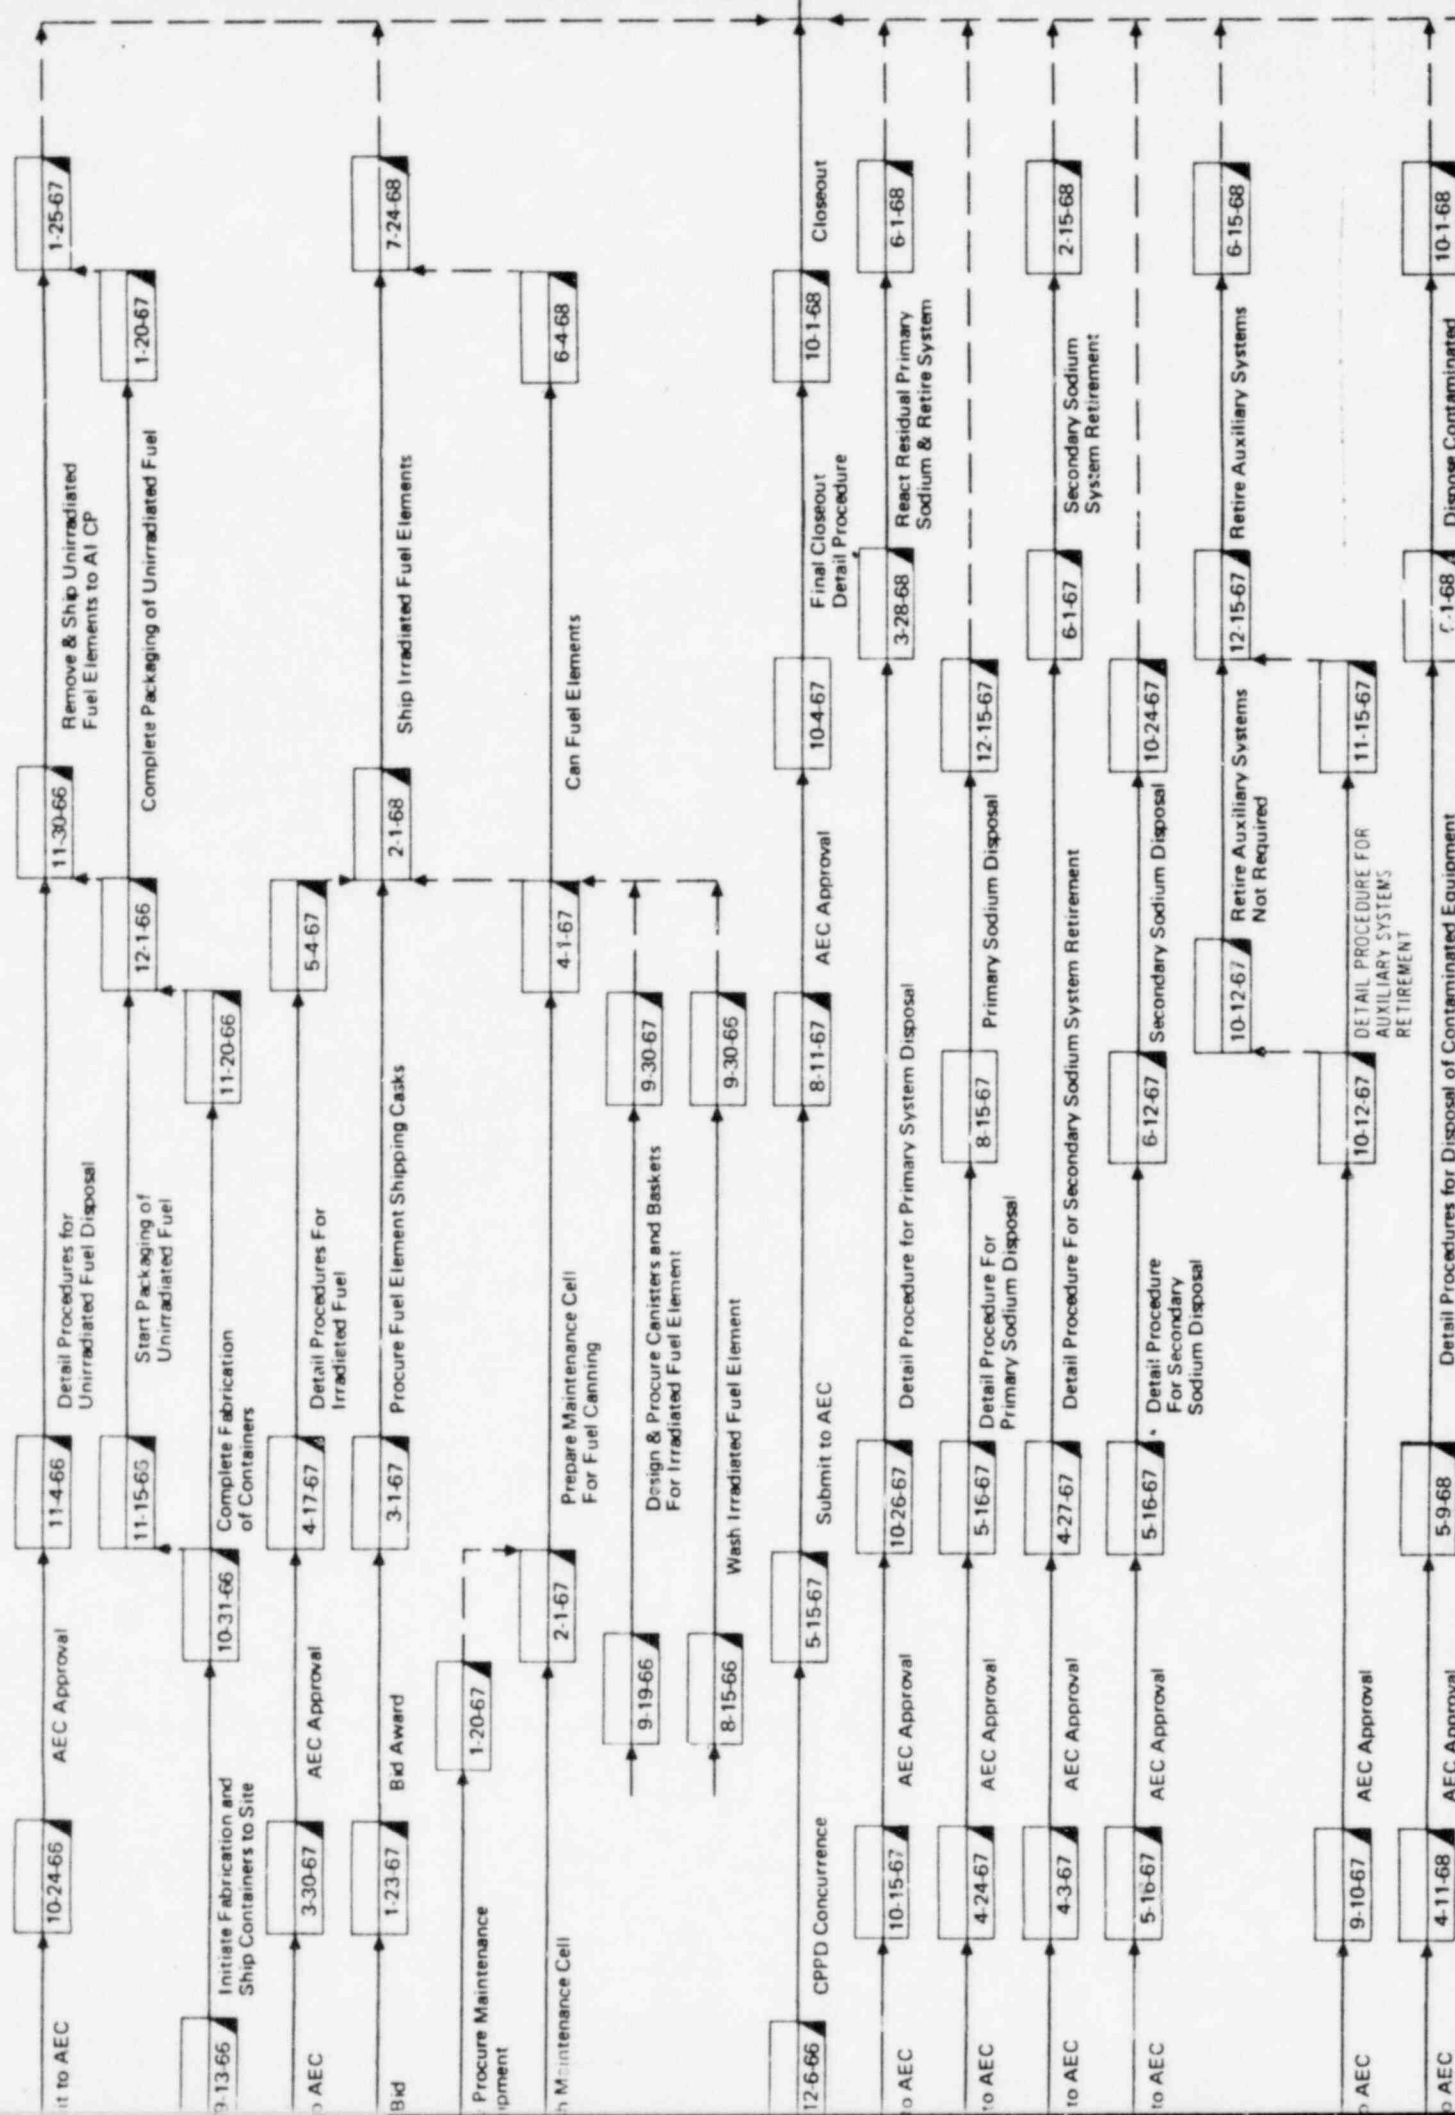 it to AEC
10-24-66
AEC Approval
11-4-66
Detail Procedures for
Unirradiated Fuel Disposal
11-30-66
Remove & Ship Unirradiated
Fuel Elements to AI CP
1-25-67
Start Packaging of
Unirradiated Fuel
12-1-66
Complete Packaging of Unirradiated Fuel
1-20-67
13-66
Initiate Fabrication and
Ship Containers to Site
10-31-66
Complete Fabrication
of Containers
11-20-66
AEC
3-30-67
AEC Approval
4-17-67
Detail Procedures For
Irradiated Fuel
5-4-67
Bid
1-23-67
Bid Award
3-1-67
Procure Fuel Element Shipping Casks
2-1-68
Ship Irradiated Fuel Elements
7-24-68
Procure Maintenance
pment
1-20-67
Maintenance Cell
2-1-67
Prepare Maintenance Cell
For Fuel Canning
4-1-67
Can Fuel Elements
6-4-68
9-19-66
Design & Procure Canisters and Baskets
For Irradiated Fuel Element
9-30-67
8-15-66
Wash Irradiated Fuel Element
9-30-66
12-6-66
CPPD Concurrence
5-15-67
Submit to AEC
8-11-67
AEC Approval
10-4-67
Final Closeout
Detail Procedure
10-1-68
Closeout
to AEC
10-15-67
AEC Approval
10-26-67
Detail Procedure for Primary System Disposal
3-28-68
React Residual Primary
Sodium & Retire System
6-1-68
to AEC
4-24-67
AEC Approval
5-16-67
Detail Procedure For
Primary Sodium Disposal
8-15-67
Primary Sodium Disposal
12-15-67
to AEC
4-3-67
AEC Approval
4-27-67
Detail Procedure For Secondary Sodium System Retirement
6-1-67
Secondary Sodium
System Retirement
2-15-68
to AEC
5-16-67
AEC Approval
5-16-67
Detail Procedure
For Secondary
Sodium Disposal
6-12-67
Secondary Sodium Disposal
10-24-67
10-12-67
Retire Auxiliary Systems
Not Required
12-15-67
Retire Auxiliary Systems
6-15-68
AEC
9-10-67
AEC Approval
10-12-67
DETAIL PROCEDURE FOR
AUXILIARY SYSTEMS
RETIREMENT
11-15-67
AEC
4-11-68
AEC Approval
5-9-68
Detail Procedures for Disposal of Contaminated Equipment
1-68
Dispose Contaminated
10-1-68